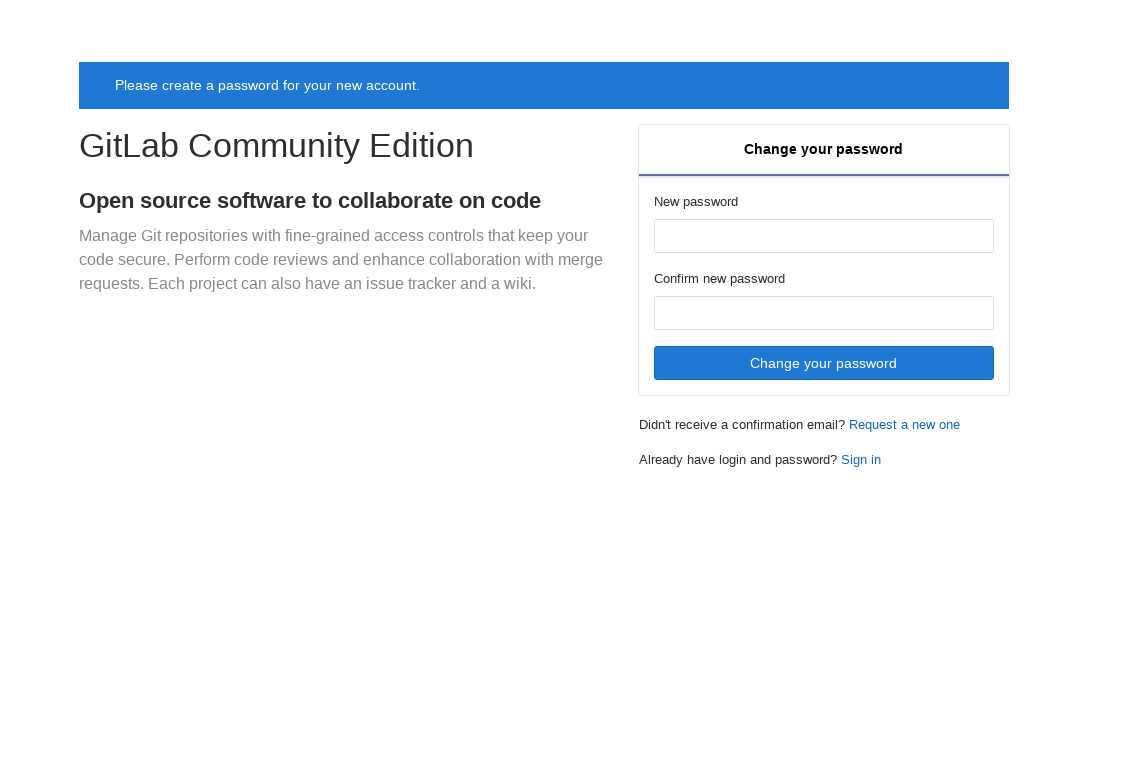 Please create a password for your new account.
GitLab Community Edition
Open source software to collaborate on code
Manage Git repositories with fine-grained access controls that keep your
code secure. Perform code reviews and enhance collaboration with merge
requests. Each project can also have an issue tracker and a wiki.
Change your password
New password
Confirm new password
Change your password
Didn't receive a confirmation email? Request a new one
Already have login and password? Sign in